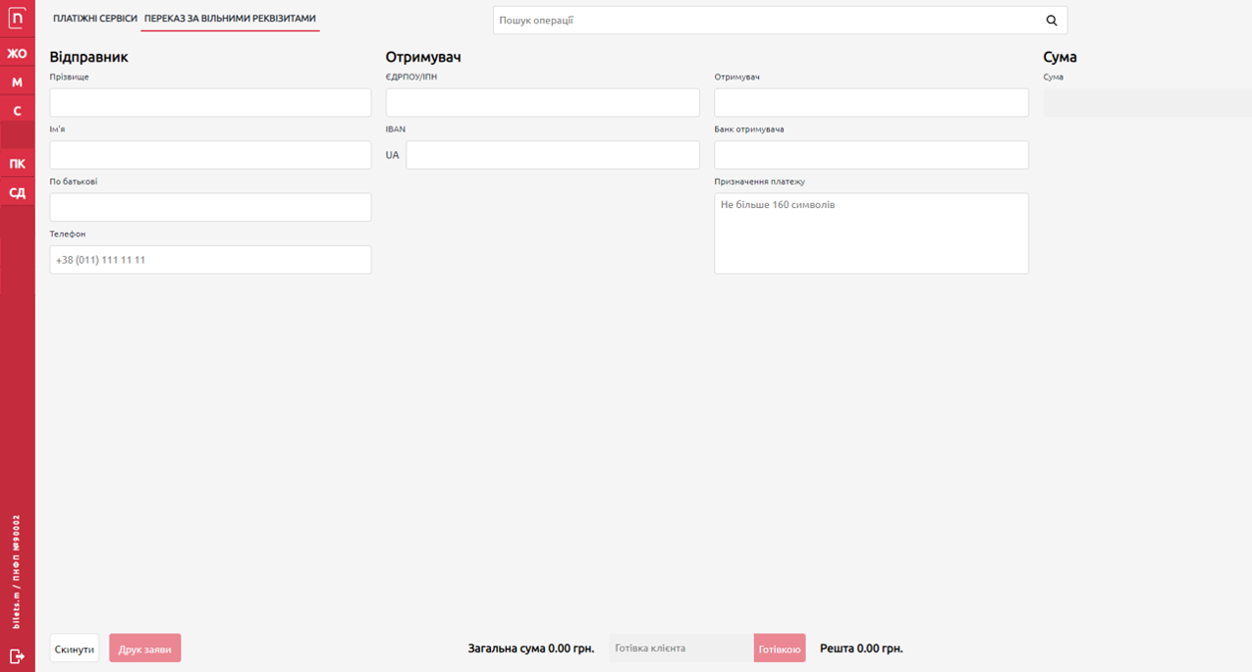 n
ПЛАТІЖНІ СЕРВІСИ ПЕРЕКАЗ ЗА ВІЛЬНИМИ РЕКВІЗИТАМИ
Пошук операції
ЖО
М
С
ПК
СД
Відправник
Прізвище
Ім'я
По батькові
Телефон
+38 (011) 111 11 11
Отримувач
ЄДРПОУ/ІПН
IBAN
UA
Отримувач
Банк отримувача
Призначення платежу
Не більше 160 символів
Сума
Сума
bilets.m / ПНФП №90002
Скинути
Друк заяви
Загальна сума 0.00 грн.
Готівка клієнта
Готівкою
Решта 0.00 грн.